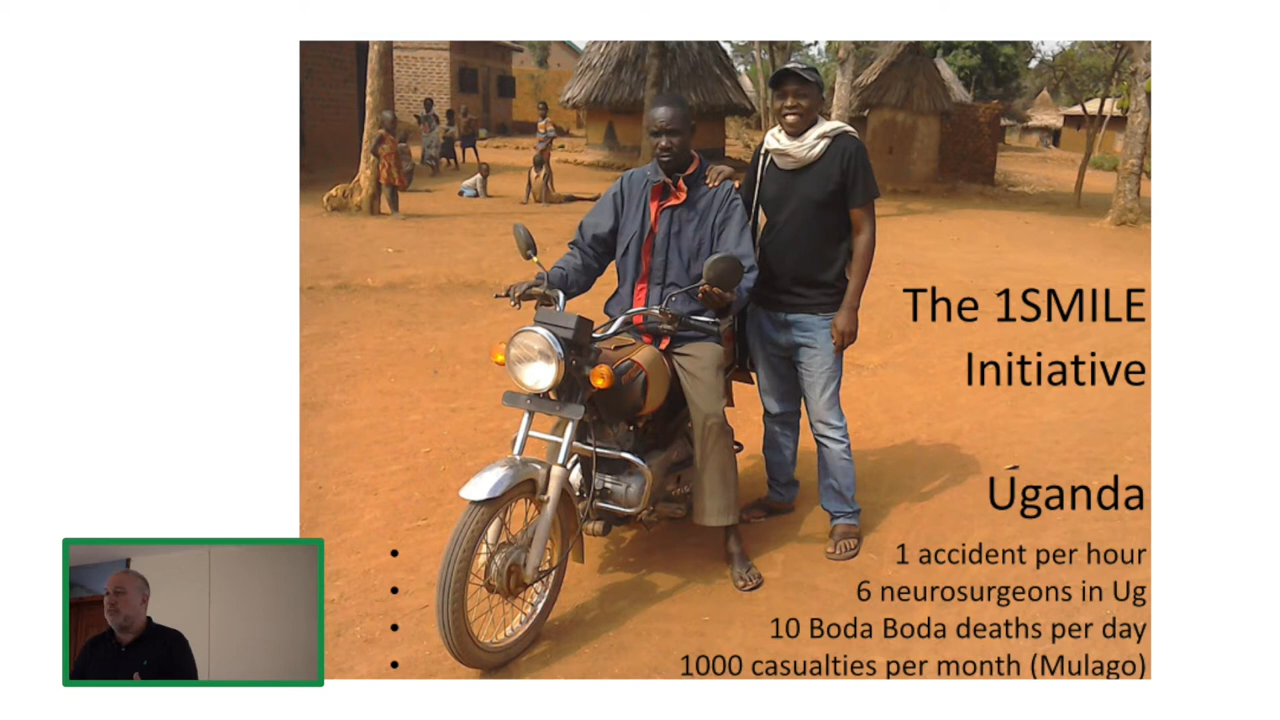 The 1SMILE
Initiative
Uganda
• 1 accident per hour
• 6 neurosurgeons in Ug
• 10 Boda Boda deaths per day
• 1000 casualties per month (Mulago)